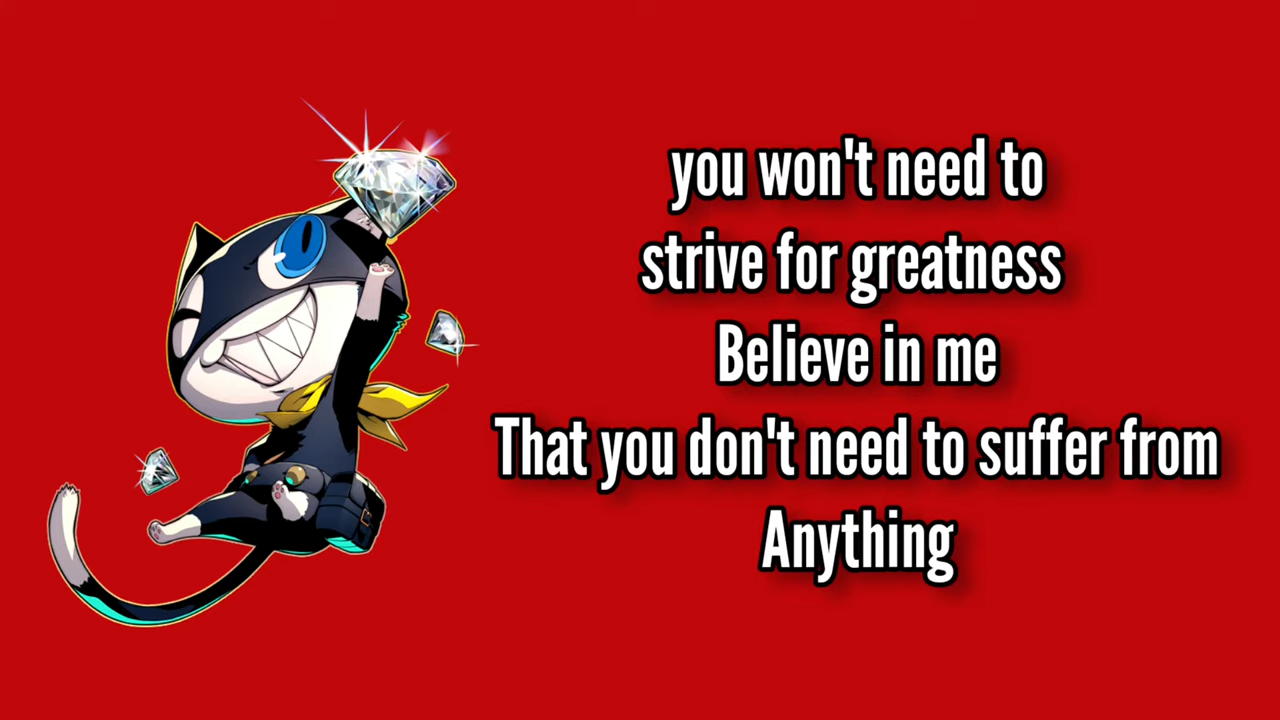 you won't need to
strive for greatness
Believe in me
That you don't need to suffer from
Anything